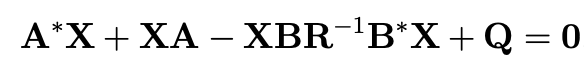 A*X + XA − XBR⁻¹B*X + Q = 0